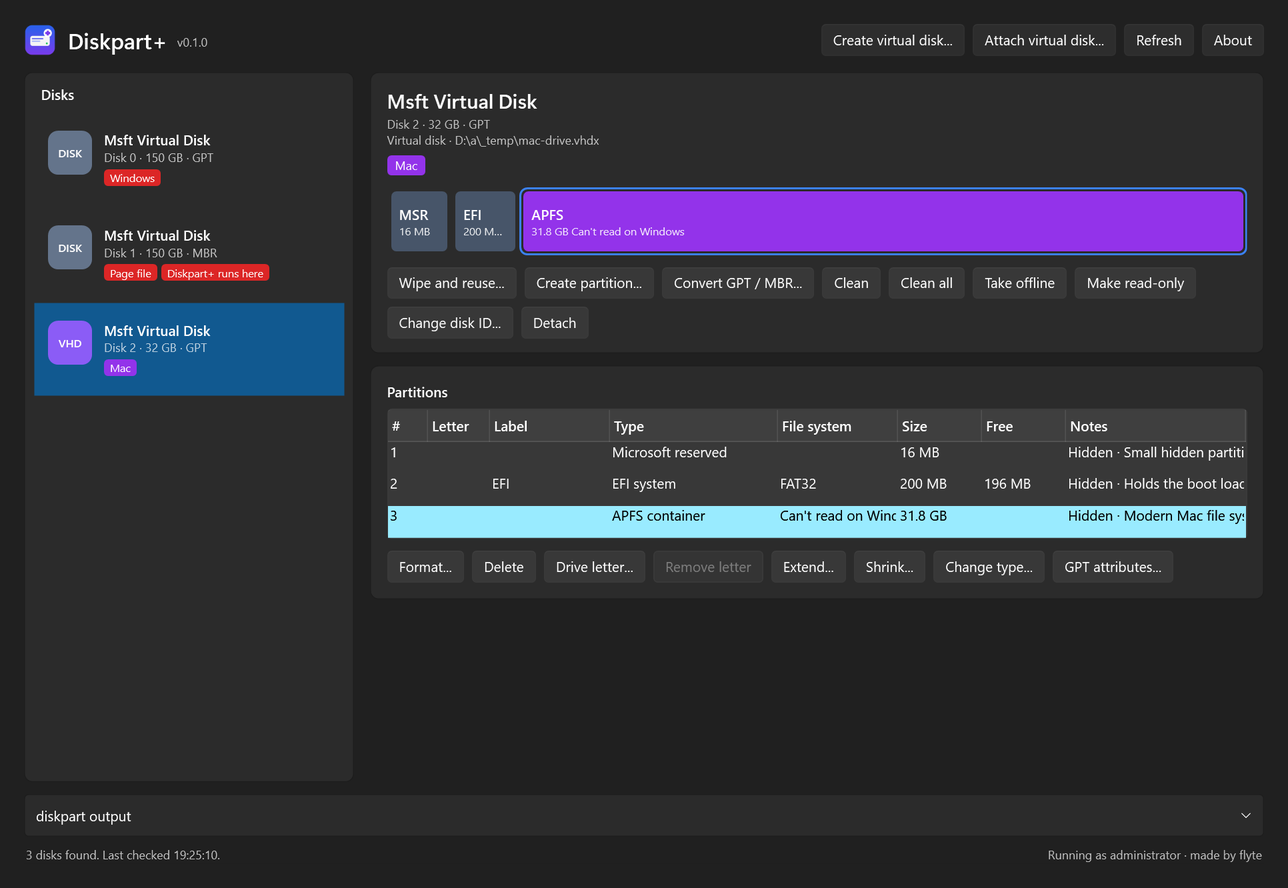 Diskpart+ v0.1.0
Create virtual disk... Attach virtual disk... Refresh About
Disks
DISK
Msft Virtual Disk
Disk 0 · 150 GB · GPT
Windows
DISK
Msft Virtual Disk
Disk 1 · 150 GB · MBR
Page file Diskpart+ runs here
VHD
Msft Virtual Disk
Disk 2 · 32 GB · GPT
Mac
Msft Virtual Disk
Disk 2 · 32 GB · GPT
Virtual disk · D:\a\_temp\mac-drive.vhdx
Mac
MSR
16 MB
EFI
200 M...
APFS
31.8 GB Can't read on Windows
Wipe and reuse... Create partition... Convert GPT / MBR... Clean Clean all Take offline Make read-only
Change disk ID... Detach
Partitions
# Letter Label Type File system Size Free Notes
1 Microsoft reserved 16 MB Hidden · Small hidden partiti
2 EFI EFI system FAT32 200 MB 196 MB Hidden · Holds the boot loac
3 APFS container Can't read on Winc 31.8 GB Hidden · Modern Mac file sy
Format... Delete Drive letter... Remove letter Extend... Shrink... Change type... GPT attributes...
diskpart output
3 disks found. Last checked 19:25:10.
Running as administrator · made by flyte